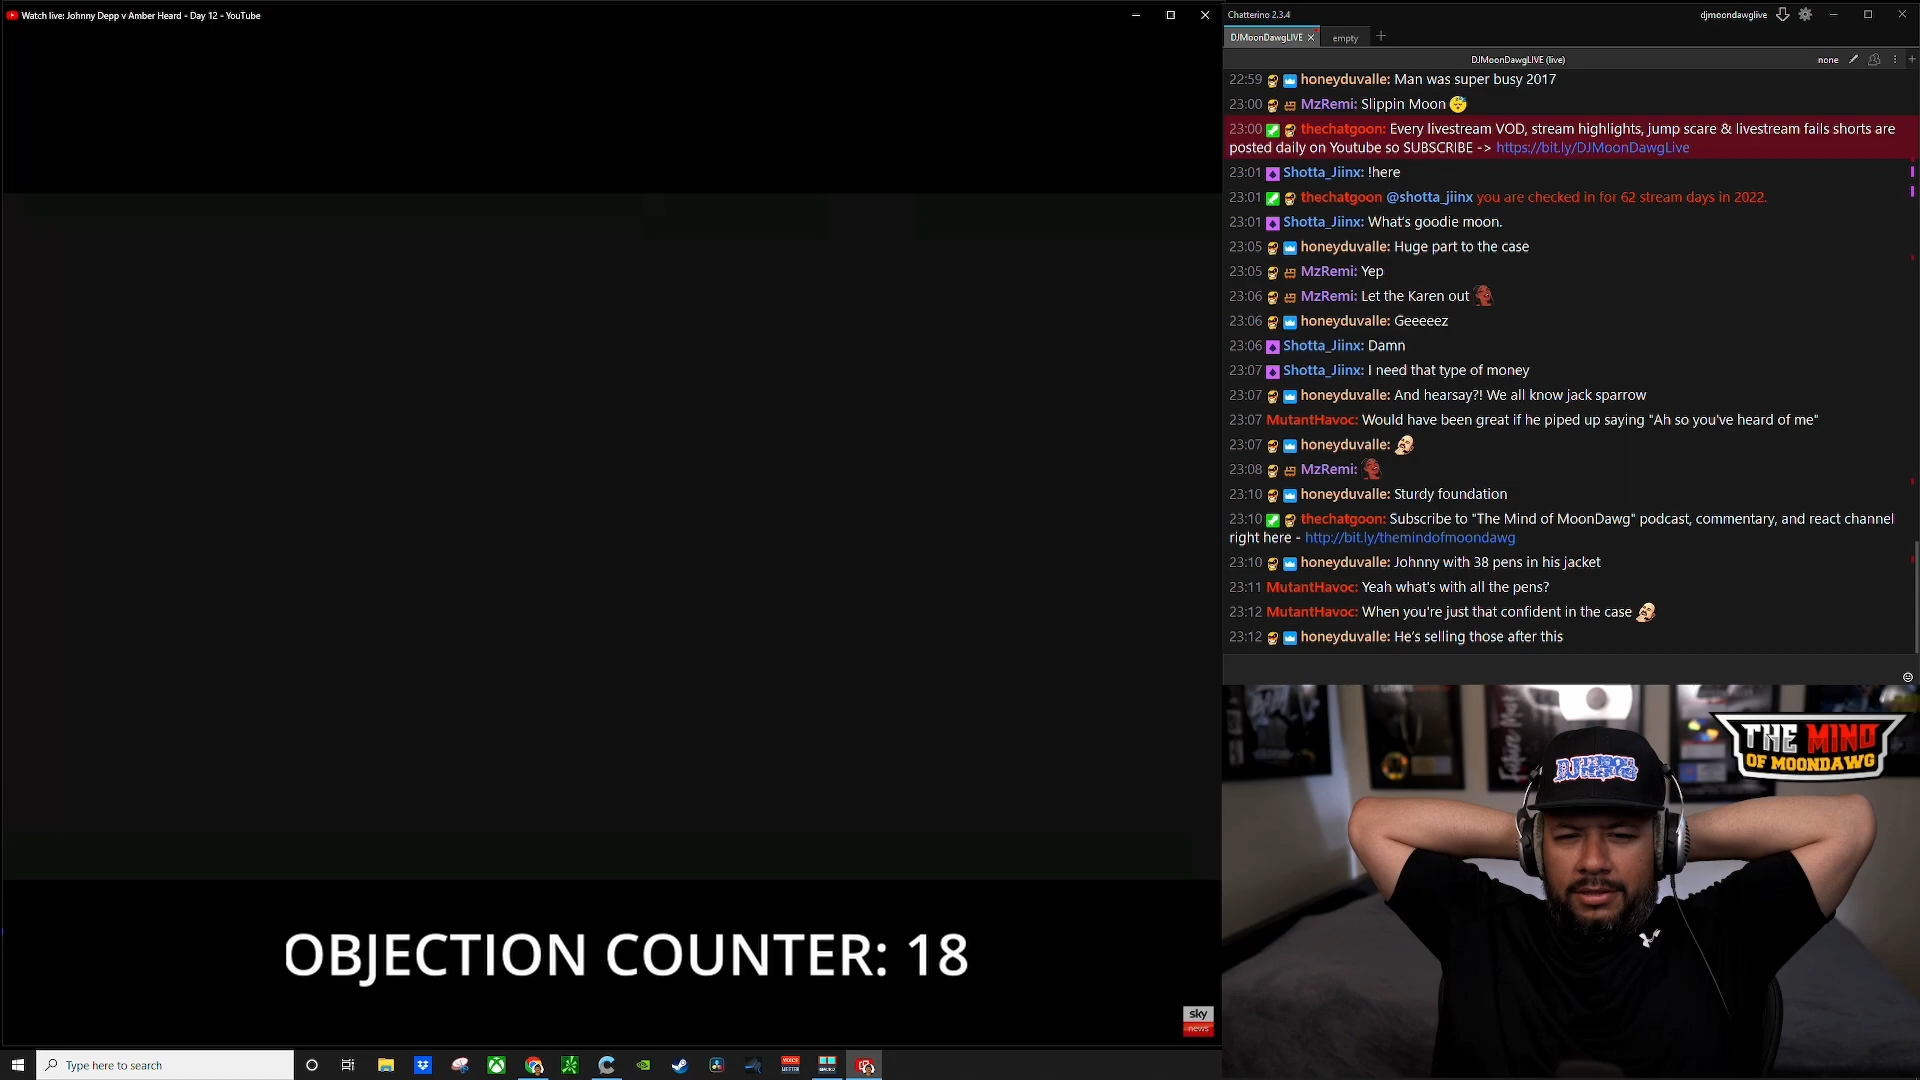 Watch live: Johnny Depp v Amber Heard - Day 12 - YouTube
Chatterino 2.3.4
djmoondawglive
DJMoonDawgLIVE
empty
DJMoonDawgLIVE (live)
none
22:59 honeyduvalle: Man was super busy 2017
23:00 MzRemi: Slippin Moon
23:00 thechatgoon: Every livestream VOD, stream highlights, jump scare & livestream fails shorts are
posted daily on Youtube so SUBSCRIBE -> https://bit.ly/DJMoonDawgLive
23:01 Shotta_Jiinx: !here
23:01 thechatgoon @shotta_jiinx you are checked in for 62 stream days in 2022.
23:01 Shotta_Jiinx: What's goodie moon.
23:05 honeyduvalle: Huge part to the case
23:05 MzRemi: Yep
23:06 MzRemi: Let the Karen out
23:06 honeyduvalle: Geeeeez
23:06 Shotta_Jiinx: Damn
23:07 Shotta_Jiinx: I need that type of money
23:07 honeyduvalle: And hearsay?! We all know jack sparrow
23:07 MutantHavoc: Would have been great if he piped up saying "Ah so you've heard of me"
23:07 honeyduvalle:
23:08 MzRemi:
23:10 honeyduvalle: Sturdy foundation
23:10 thechatgoon: Subscribe to "The Mind of MoonDawg" podcast, commentary, and react channel
right here - http://bit.ly/themindofmoondawg
23:10 honeyduvalle: Johnny with 38 pens in his jacket
23:11 MutantHavoc: Yeah what's with all the pens?
23:12 MutantHavoc: When you're just that confident in the case
23:12 honeyduvalle: He's selling those after this
THE MIND
OF MOONDAWG
OBJECTION COUNTER: 18
sky
news
Type here to search